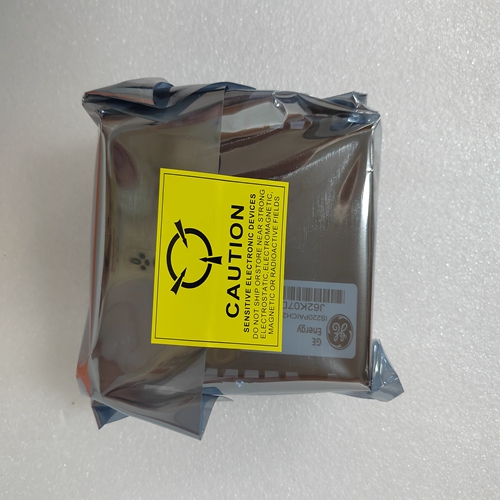 CAUTION
SENSITIVE ELECTRONIC DEVICES
DO NOT SHIP OR STORE NEAR STRONG
ELECTROSTATIC, ELECTROMAGNETIC,
MAGNETIC OR RADIOACTIVE FIELDS
GE
Energy
J62K07